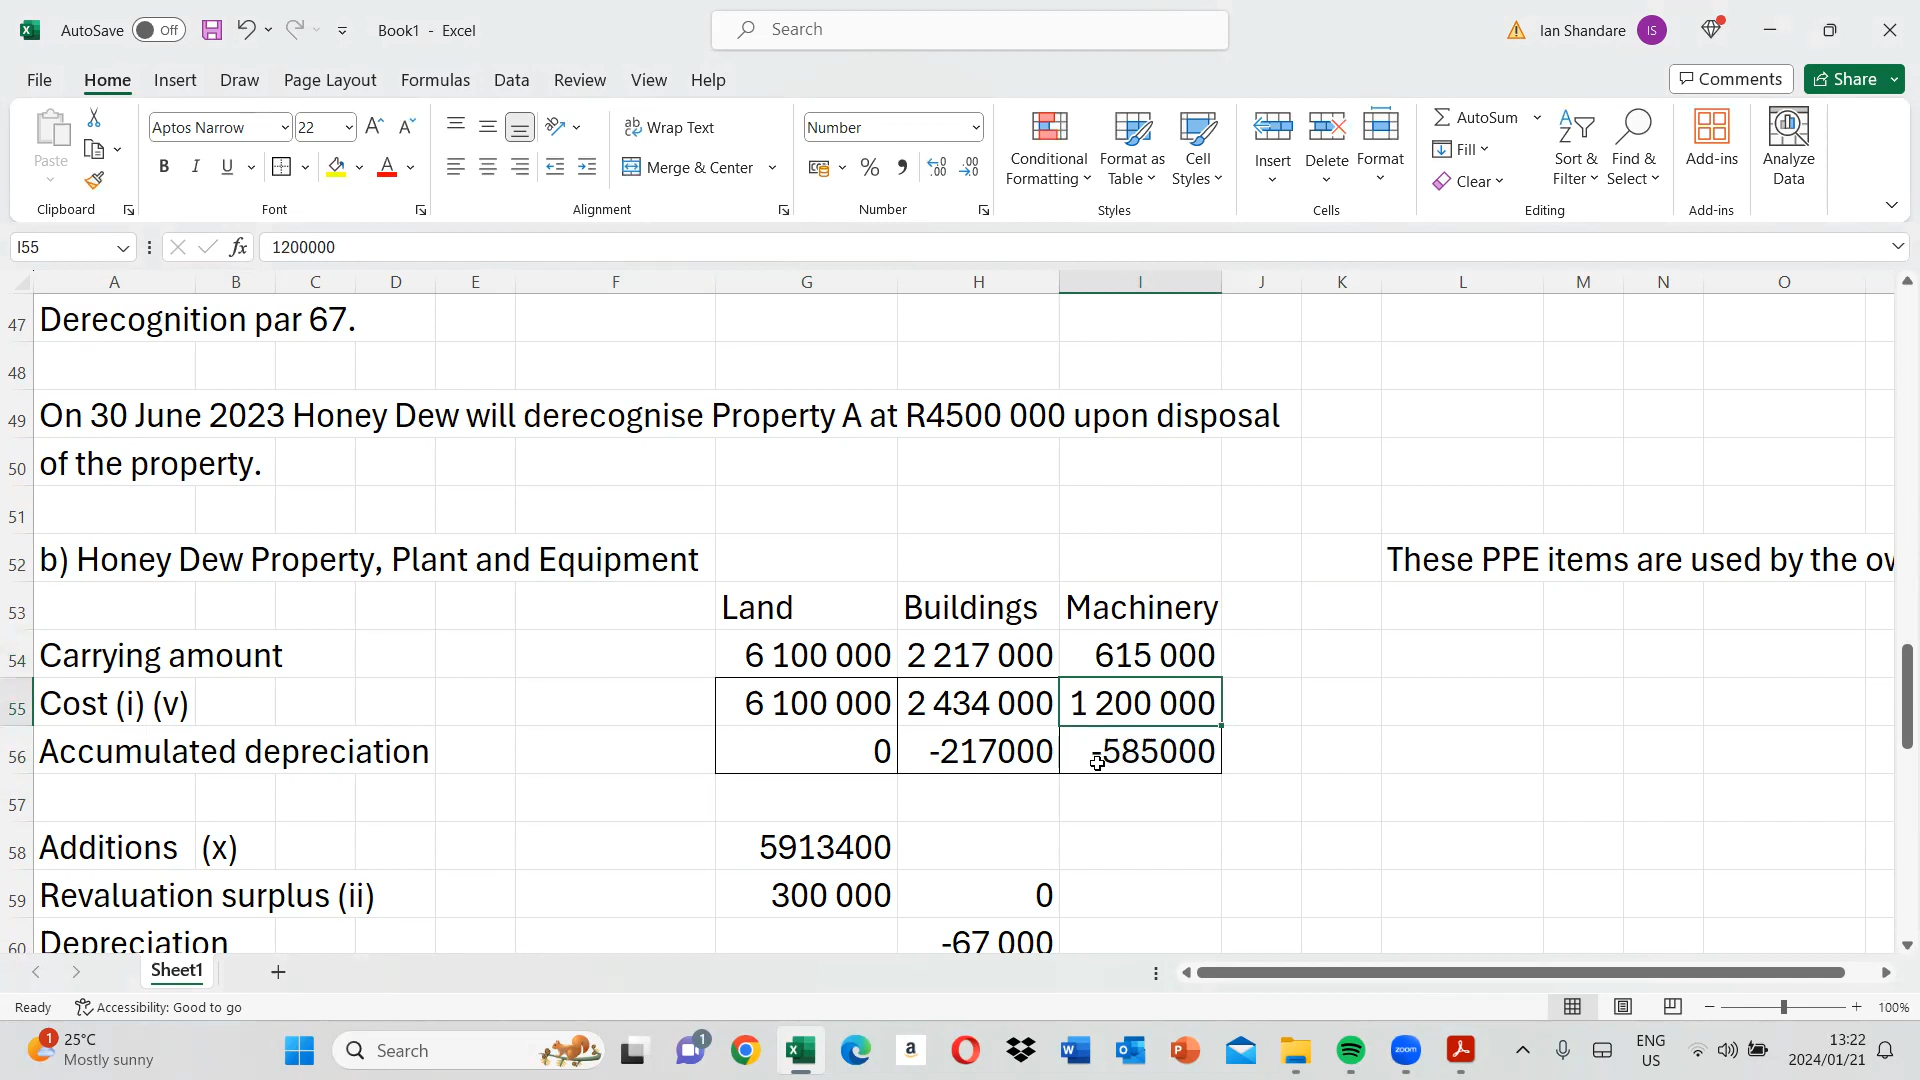 AutoSave Off Book1 - Excel Search Ian Shandare IS
File Home Insert Draw Page Layout Formulas Data Review View Help Comments Share
Paste Aptos Narrow 22 A A ab Wrap Text Number Conditional Formatting Format as Table Cell Styles Insert Delete Format AutoSum Fill Clear Sort & Filter Find & Select Add-ins Analyze Data
B I U A Merge & Center %
Clipboard Font Alignment Number Styles Cells Editing Add-ins
I55 fx 1200000
A B C D E F G H I J K L M N O
47 Derecognition par 67.
48
49 On 30 June 2023 Honey Dew will derecognise Property A at R4500 000 upon disposal
50 of the property.
51
52 b) Honey Dew Property, Plant and Equipment These PPE items are used by the ow
53 Land Buildings Machinery
54 Carrying amount 6 100 000 2 217 000 615 000
55 Cost (i) (v) 6 100 000 2 434 000 1 200 000
56 Accumulated depreciation 0 -217000 -585000
57
58 Additions (x) 5913400
59 Revaluation surplus (ii) 300 000 0
60 Depreciation -67 000
Sheet1
Ready Accessibility: Good to go 100%
1 25°C Mostly sunny Search 1 a W P zoom ENG US 13:22 2024/01/21